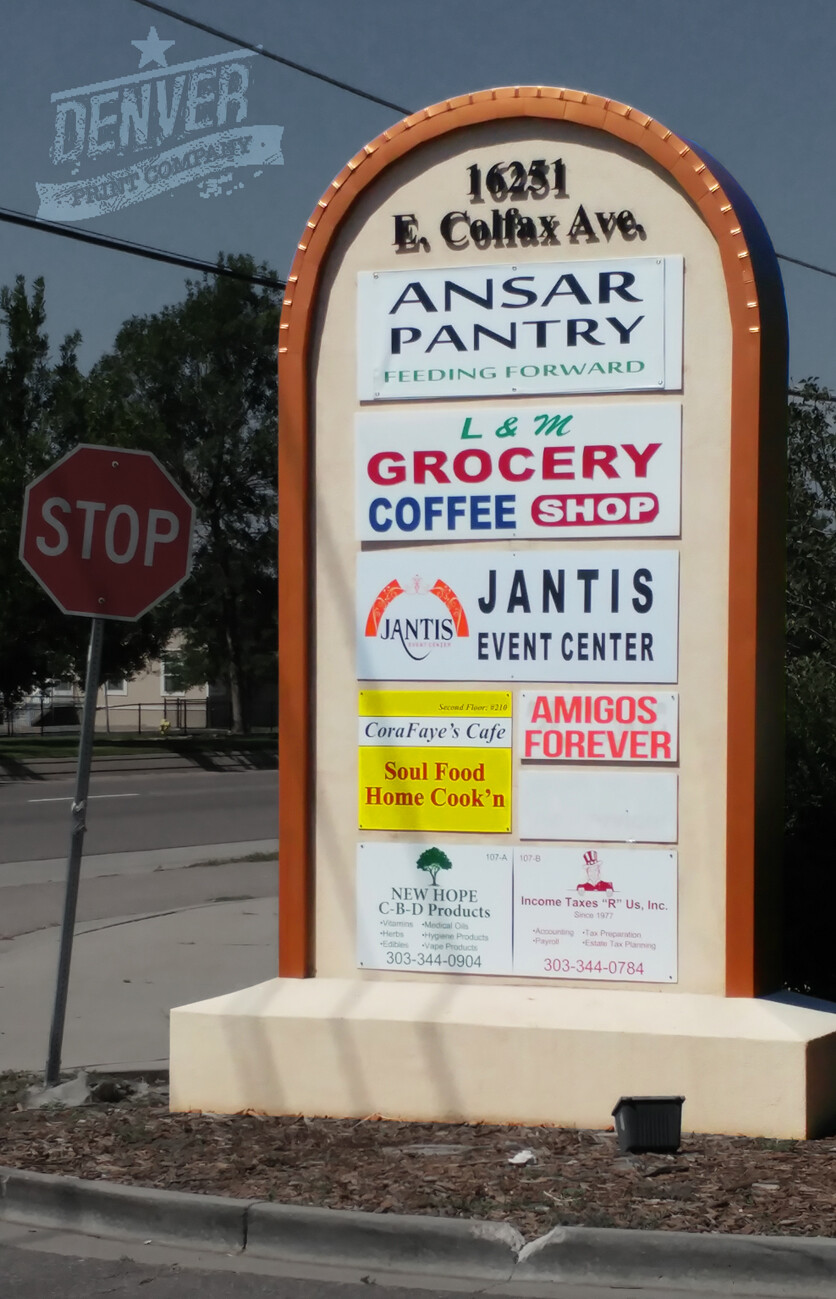 DENVER
PRINT COMPANY
16251
E. Colfax Ave.
ANSAR
PANTRY
FEEDING FORWARD
L & M
GROCERY
COFFEE SHOP
JANTIS
EVENT CENTER
JANTIS
EVENT CENTER
STOP
Second Floor: #210
CoraFaye's Cafe
Soul Food
Home Cook'n
AMIGOS
FOREVER
107-A
NEW HOPE
C-B-D Products
•Vitamins •Medical Oils
•Herbs •Hygiene Products
•Edibles •Vape Products
303-344-0904
107-B
Income Taxes "R" Us, Inc.
Since 1977
•Accounting •Tax Preparation
•Payroll •Estate Tax Planning
303-344-0784